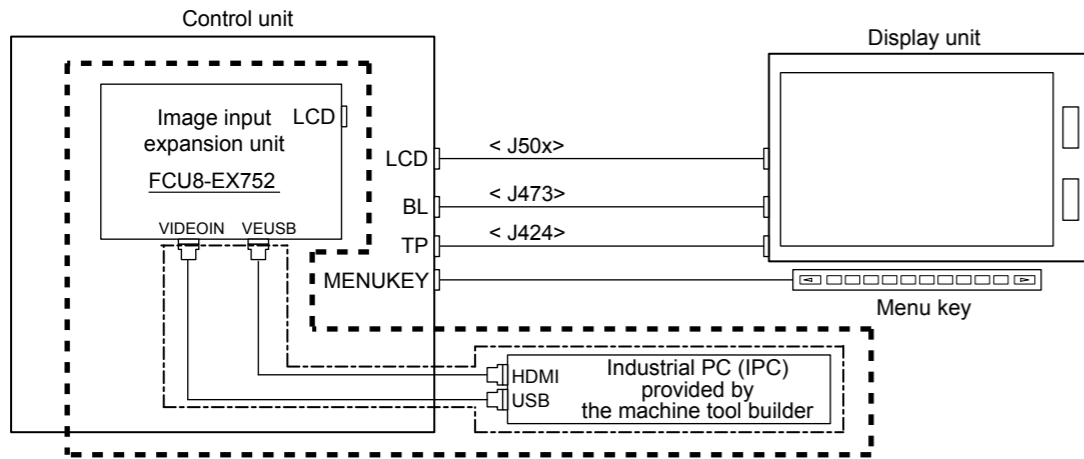 Control unit
Display unit
Image input
expansion unit
FCU8-EX752
LCD
VIDEOIN
VEUSB
LCD
BL
TP
MENUKEY
< J50x>
< J473>
< J424>
Menu key
HDMI
USB
Industrial PC (IPC)
provided by
the machine tool builder